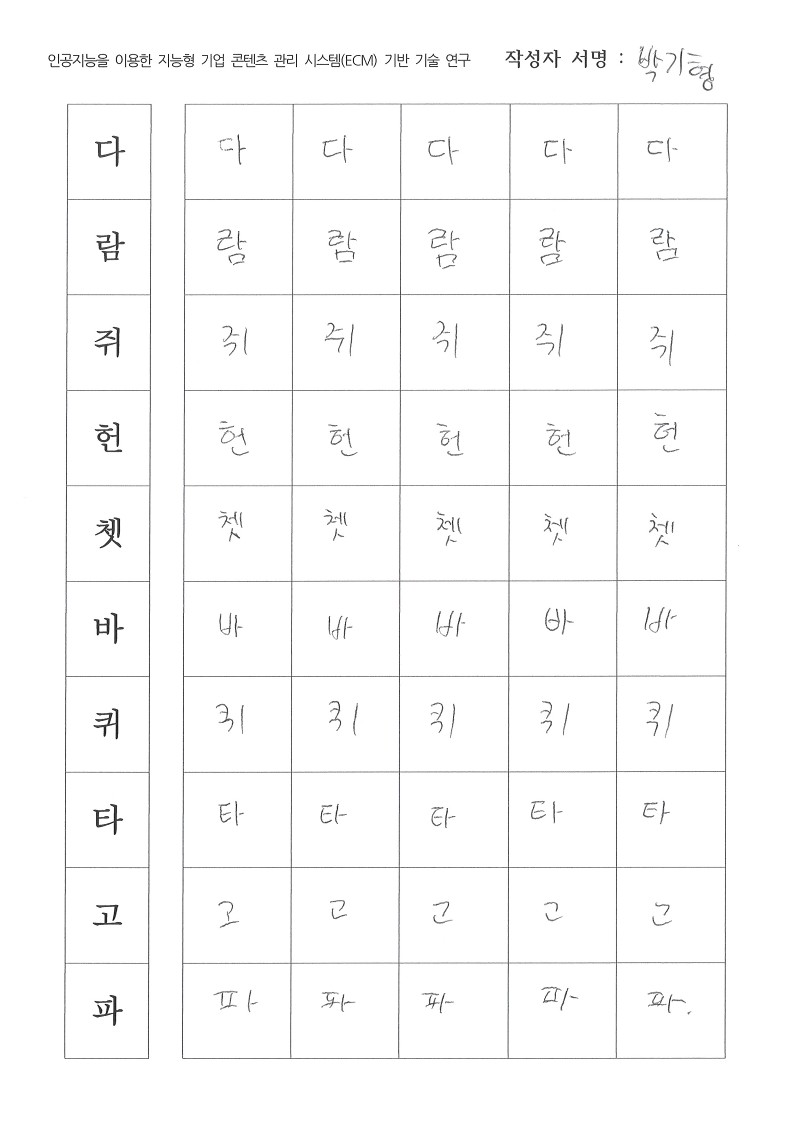 인공지능을 이용한 지능형 기업 콘텐츠 관리 시스템(ECM) 기반 기술 연구 작성자 서명 : 박기형
다 다 다 다 다 다
람 람 람 람 람 람
쥐 쥐 쥐 쥐 쥐 쥐
헌 헌 헌 헌 헌 헌
쳇 쳇 쳇 쳇 쳇 쳇
바 바 바 바 바 바
퀴 퀴 퀴 퀴 퀴 퀴
타 타 타 타 타 타
고 고 고 고 고 고
파 파 파 파 파 파.